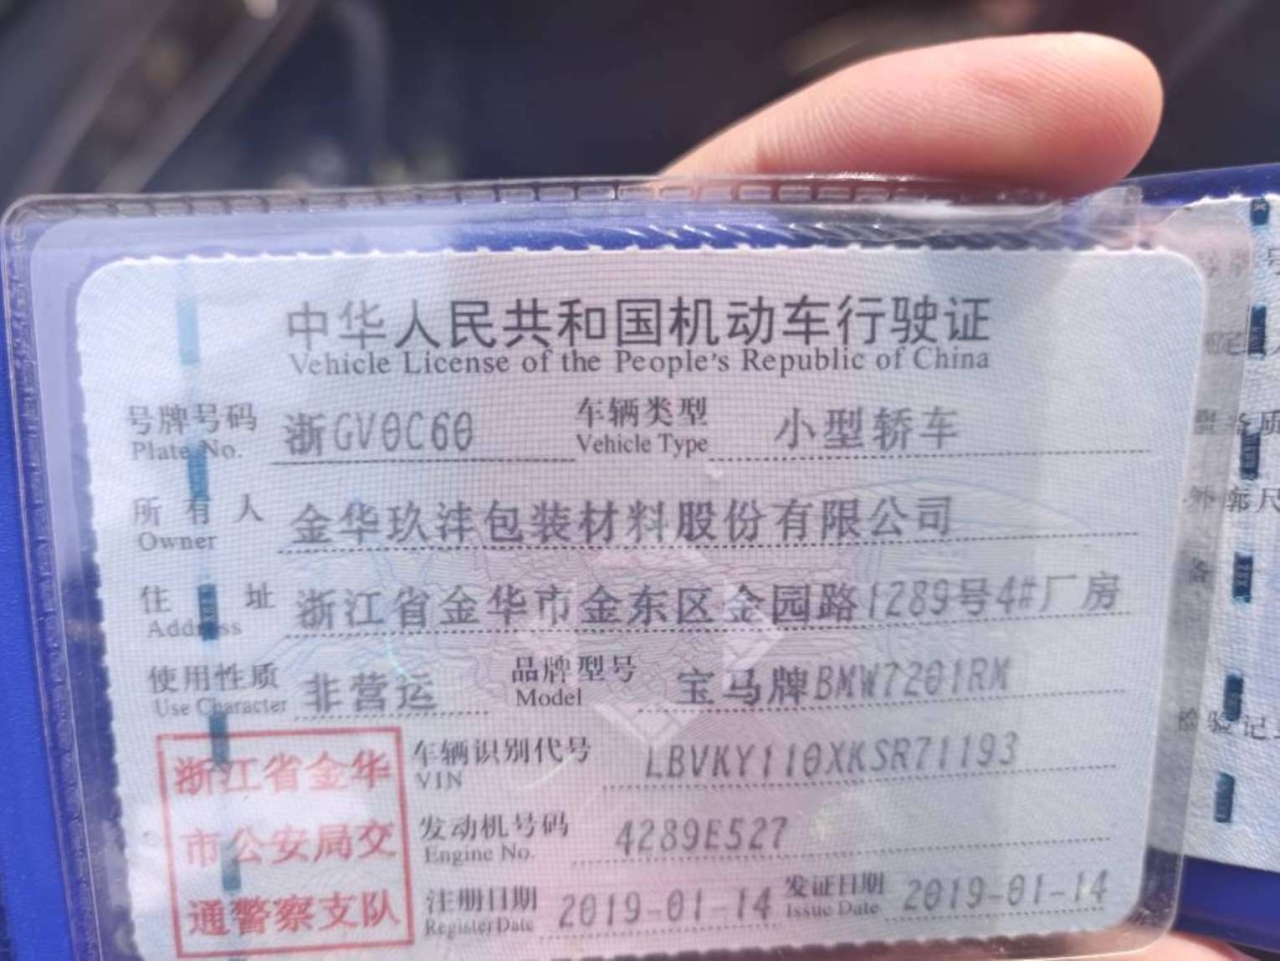 中华人民共和国机动车行驶证
Vehicle License of the People's Republic of China
号牌号码 浙GV0C60 车辆类型 小型轿车
Plate No. Vehicle Type
所有人 金华玖沣包装材料股份有限公司
Owner
住址 浙江省金华市金东区金园路1289号4#厂房
Address
使用性质 非营运 品牌型号 宝马牌BMW7201RM
Use Character Model
浙江省金华
市公安局交
通警察支队
车辆识别代号 LBVKY110XKSR71193
VIN
发动机号码 4289E527
Engine No.
注册日期 2019-01-14 发证日期 2019-01-14
Register Date Issue Date